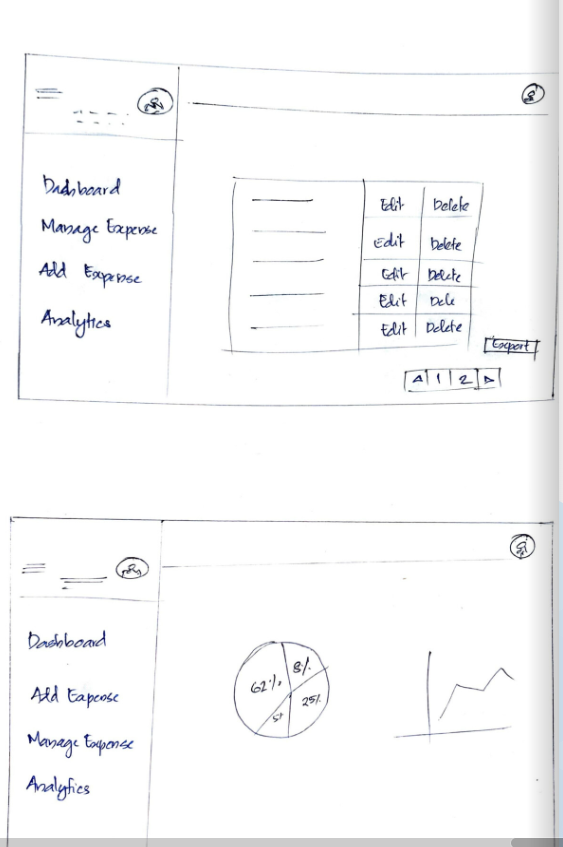 Dashboard
Manage Expense
Add Expense
Analytics
Edit Delete
Edit Delete
Edit Delete
Edit Dele
Edit Delete
Export
1 2
Dashboard
Add Expense
Manage Expense
Analytics
62% 8%
25%
5%